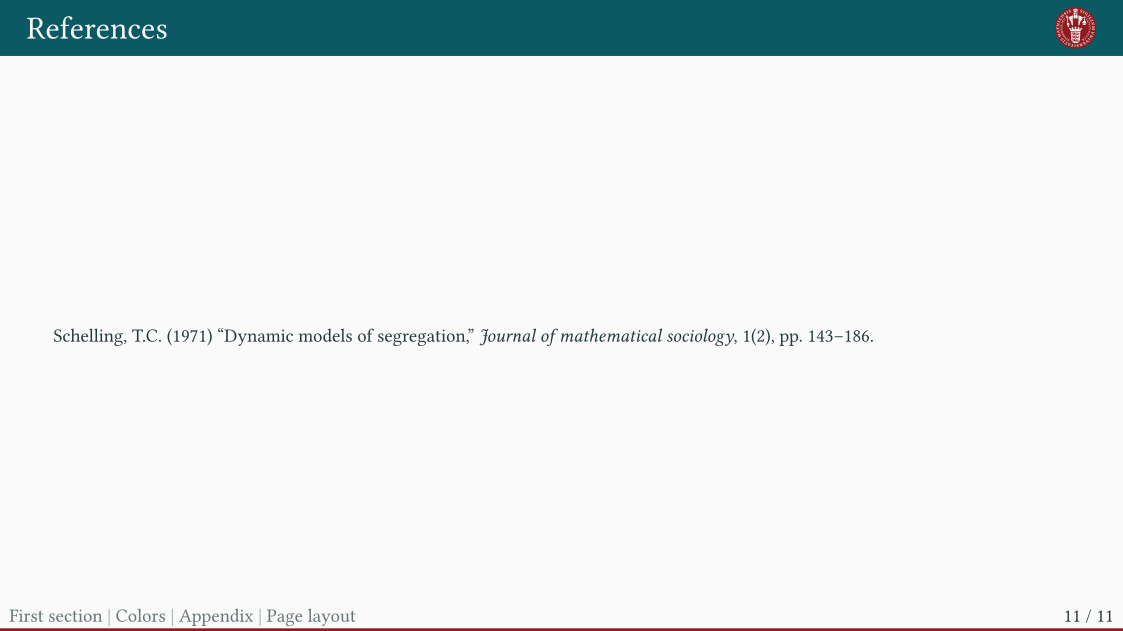 References
Schelling, T.C. (1971) “Dynamic models of segregation,” Journal of mathematical sociology, 1(2), pp. 143–186.
First section | Colors | Appendix | Page layout
11 / 11